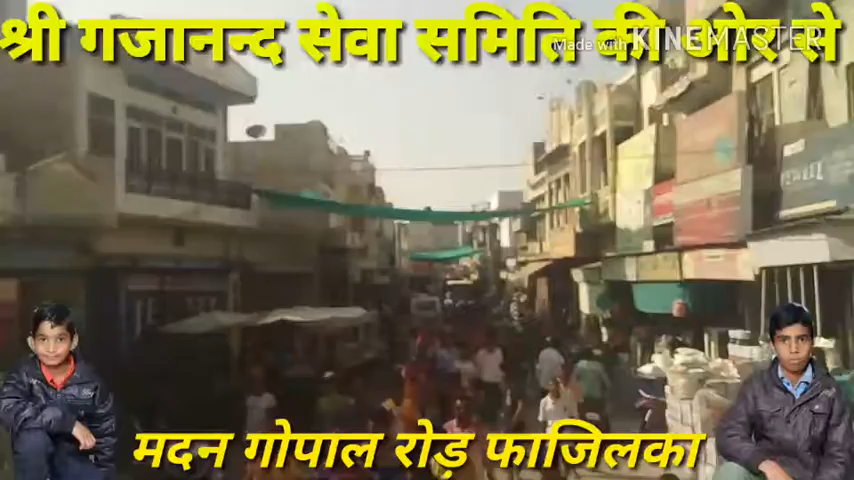 श्री गजानन्द सेवा समिति की ओर से
Made with KINEMASTER
मदन गोपाल रोड़ फाजिलका